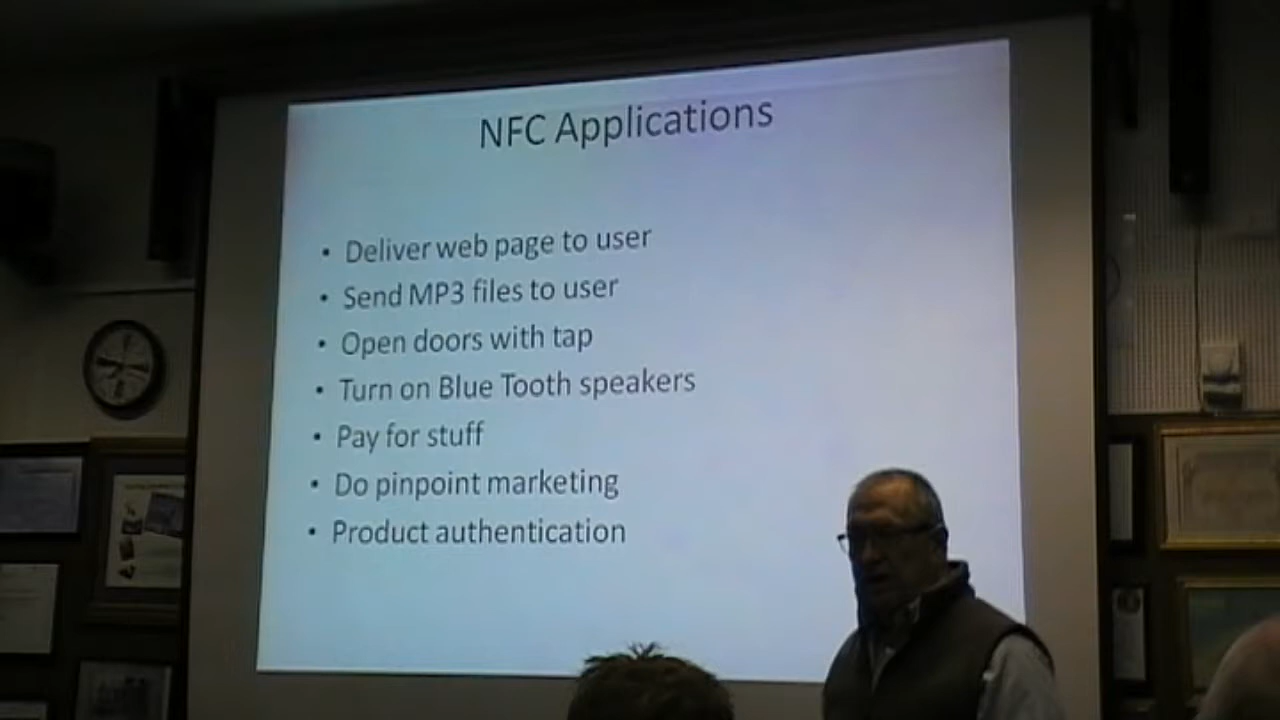 NFC Applications
• Deliver web page to user
• Send MP3 files to user
• Open doors with tap
• Turn on Blue Tooth speakers
• Pay for stuff
• Do pinpoint marketing
• Product authentication